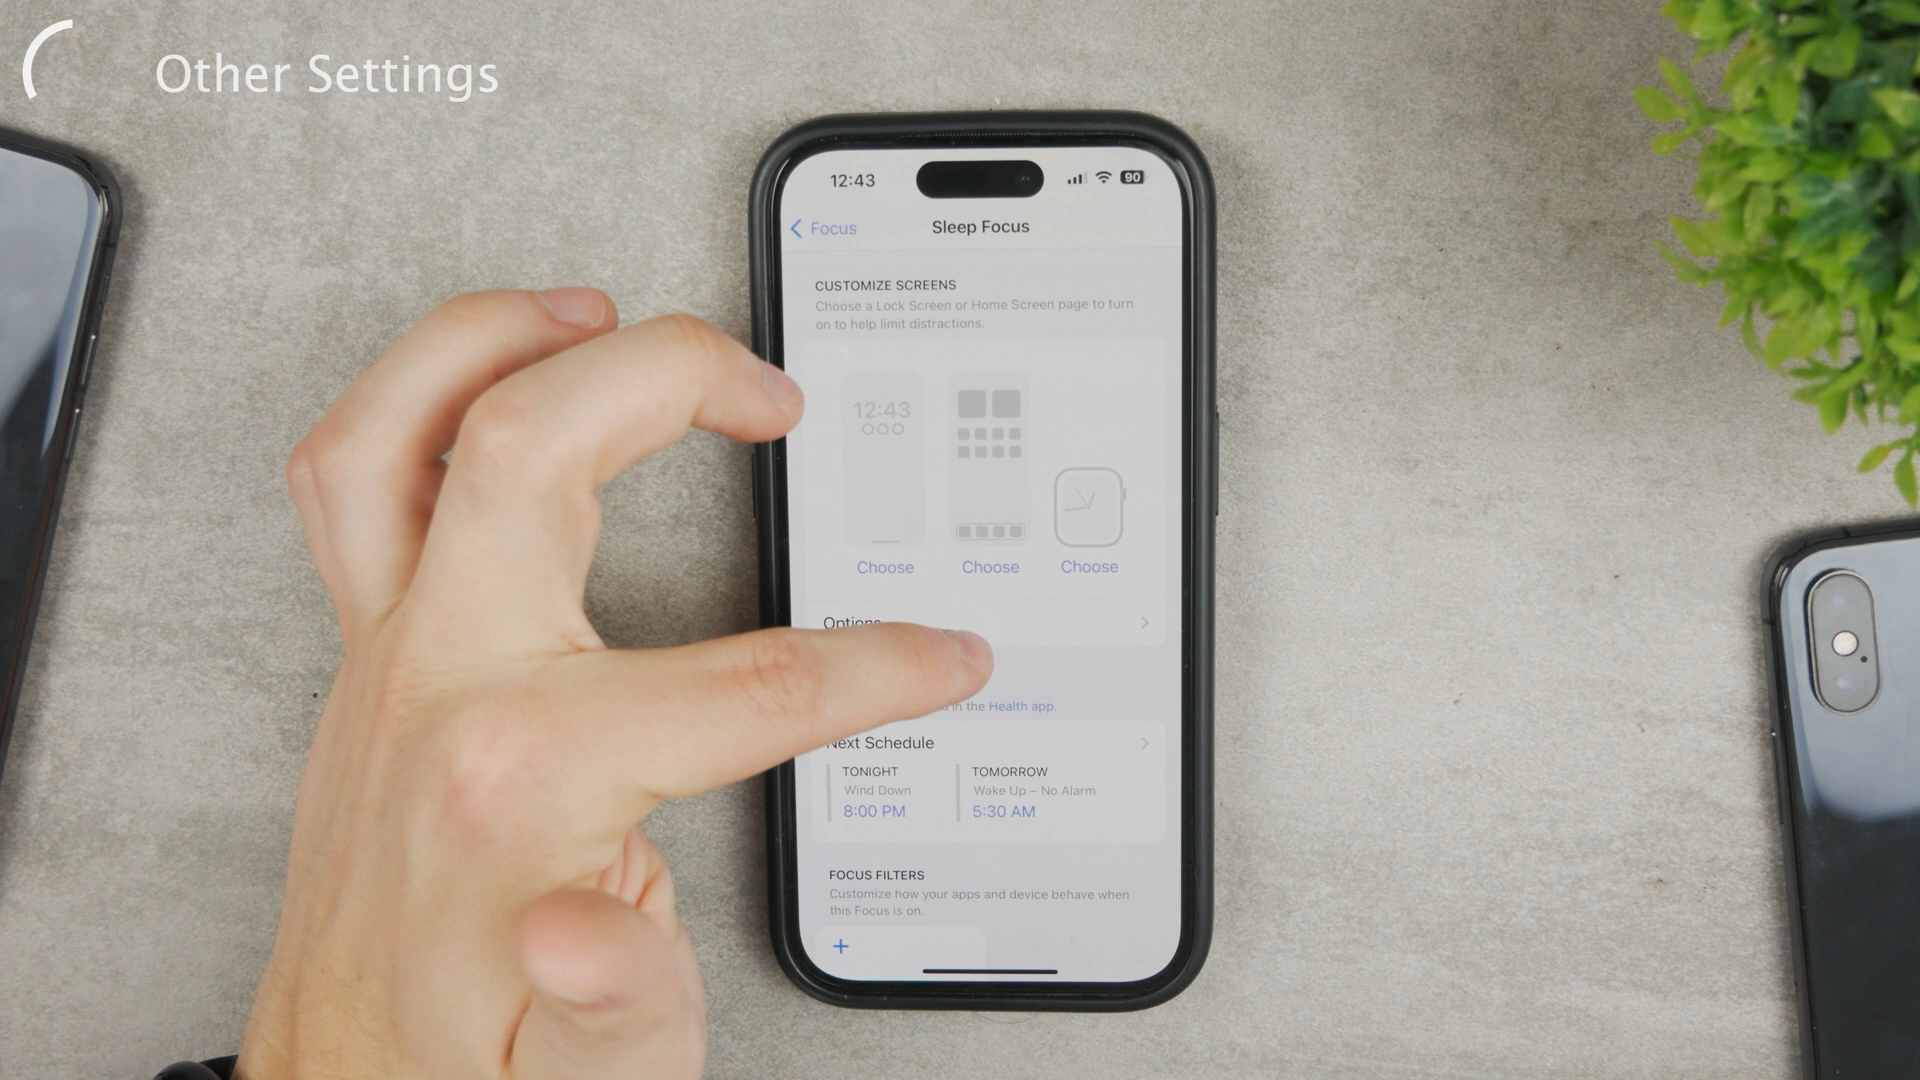 Other Settings
12:43
90
Focus
Sleep Focus
CUSTOMIZE SCREENS
Choose a Lock Screen or Home Screen page to turn
on to help limit distractions.
12:43
Choose
Choose
Choose
Options
in the Health app.
Next Schedule
TONIGHT
Wind Down
8:00 PM
TOMORROW
Wake Up – No Alarm
5:30 AM
FOCUS FILTERS
Customize how your apps and device behave when
this Focus is on.
+